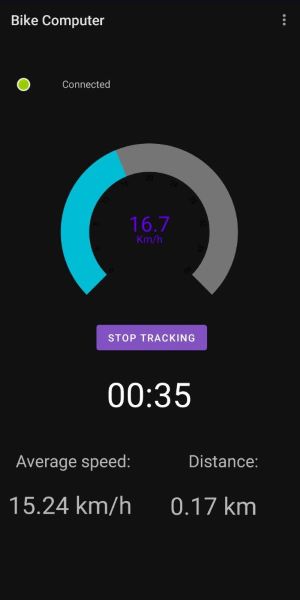 Bike Computer
Connected
16.7
Km/h
STOP TRACKING
00:35
Average speed:
Distance:
15.24 km/h
0.17 km